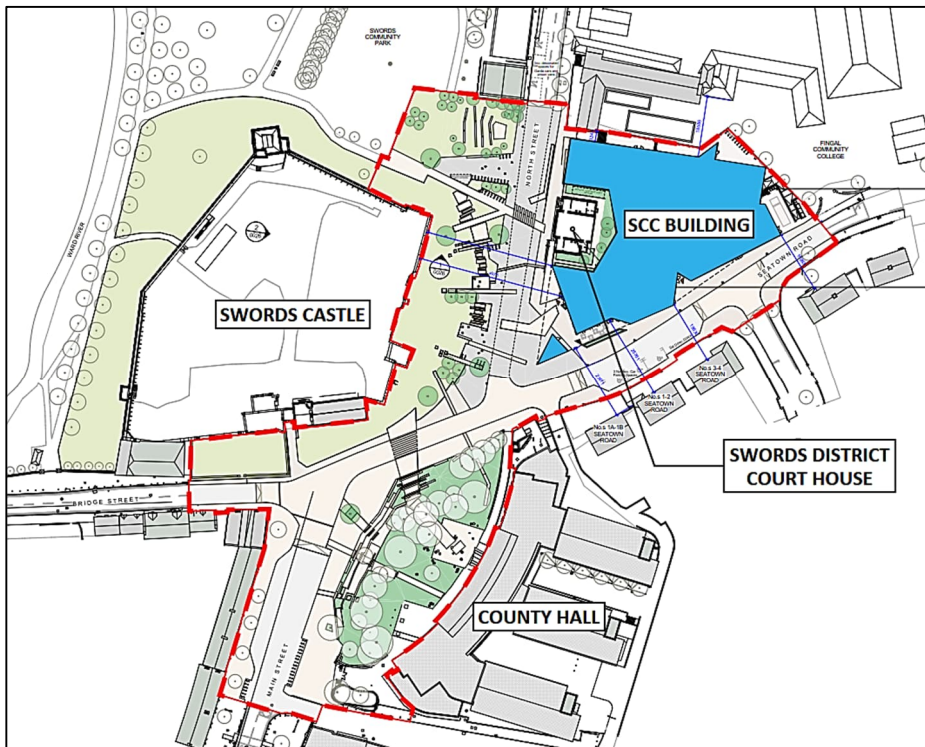 SWORDS
COMMUNITY
PARK
NORTH STREET
FINGAL
COMMUNITY
COLLEGE
SCC BUILDING
WARD RIVER
SEATOWN ROAD
SWORDS CASTLE
No.s 3-4
SEATOWN
ROAD
No.s 1-2
SEATOWN
ROAD
No.s 1A-1B
SEATOWN
ROAD
SWORDS DISTRICT
COURT HOUSE
BRIDGE STREET
COUNTY HALL
MAIN STREET